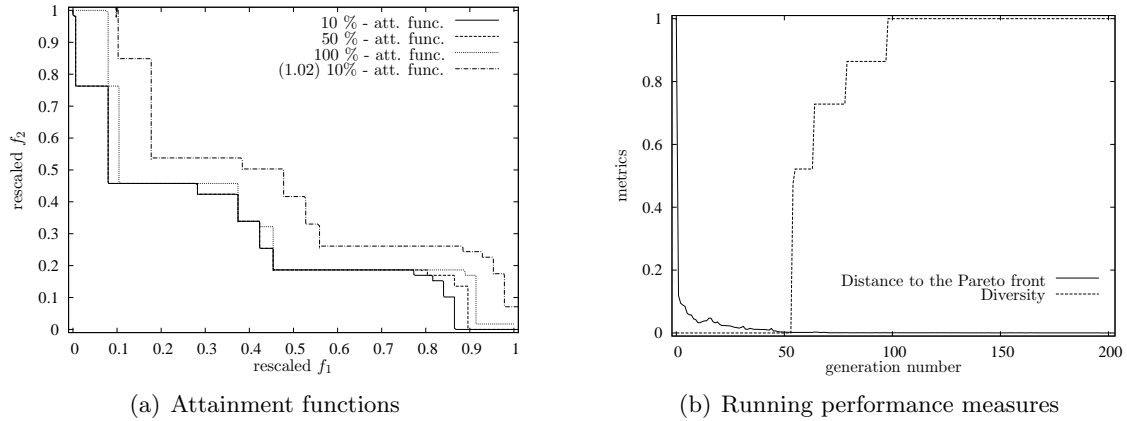 1
0.9
0.8
0.7
0.6
0.5
0.4
0.3
0.2
0.1
0
rescaled f2
10 % - att. func.
50 % - att. func.
100 % - att. func.
(1.02) 10% - att. func.
0 0.1 0.2 0.3 0.4 0.5 0.6 0.7 0.8 0.9 1
rescaled f1
(a) Attainment functions
1
0.8
0.6
0.4
0.2
0
metrics
Distance to the Pareto front
Diversity
0 50 100 150 200
generation number
(b) Running performance measures